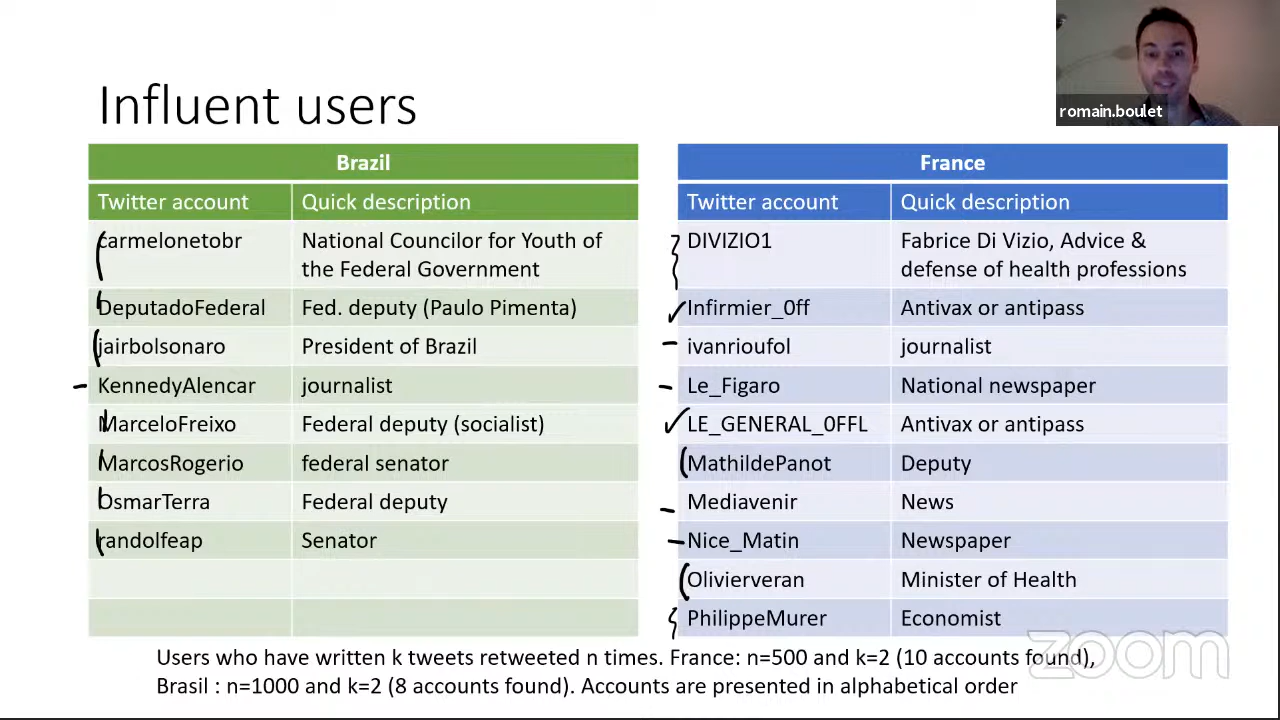 romain.boulet
Influent users
Brazil
Twitter account Quick description
carmelonetobr National Councilor for Youth of
the Federal Government
DeputadoFederal Fed. deputy (Paulo Pimenta)
jairbolsonaro President of Brazil
KennedyAlencar journalist
MarceloFreixo Federal deputy (socialist)
MarcosRogerio federal senator
OsmarTerra Federal deputy
randolfeap Senator
France
Twitter account Quick description
DIVIZIO1 Fabrice Di Vizio, Advice &
defense of health professions
Infirmier_0ff Antivax or antipass
ivanrioufol journalist
Le_Figaro National newspaper
LE_GENERAL_0FFL Antivax or antipass
MathildePanot Deputy
Mediavenir News
Nice_Matin Newspaper
Olivierveran Minister of Health
PhilippeMurer Economist
Users who have written k tweets retweeted n times. France: n=500 and k=2 (10 accounts found),
Brasil : n=1000 and k=2 (8 accounts found). Accounts are presented in alphabetical order
zoom